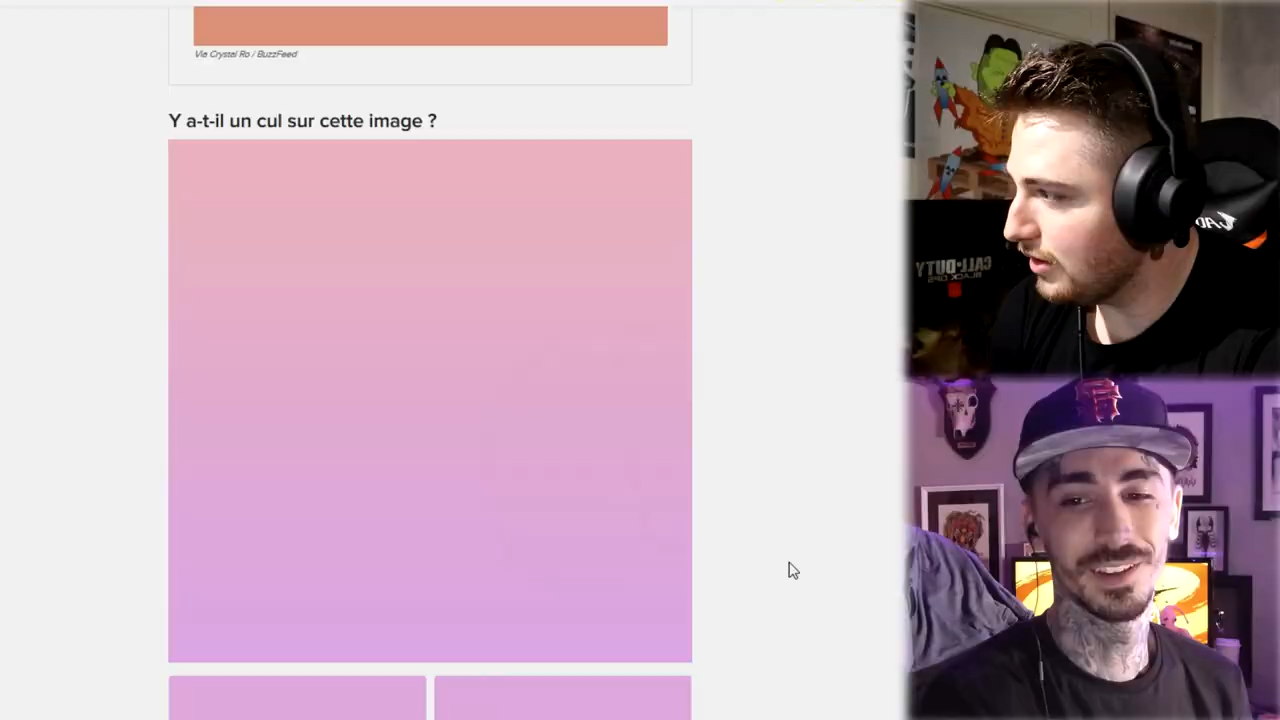 Via Crystal Ro / BuzzFeed
Y a-t-il un cul sur cette image ?
CALL·DUTY
BLACK OPS